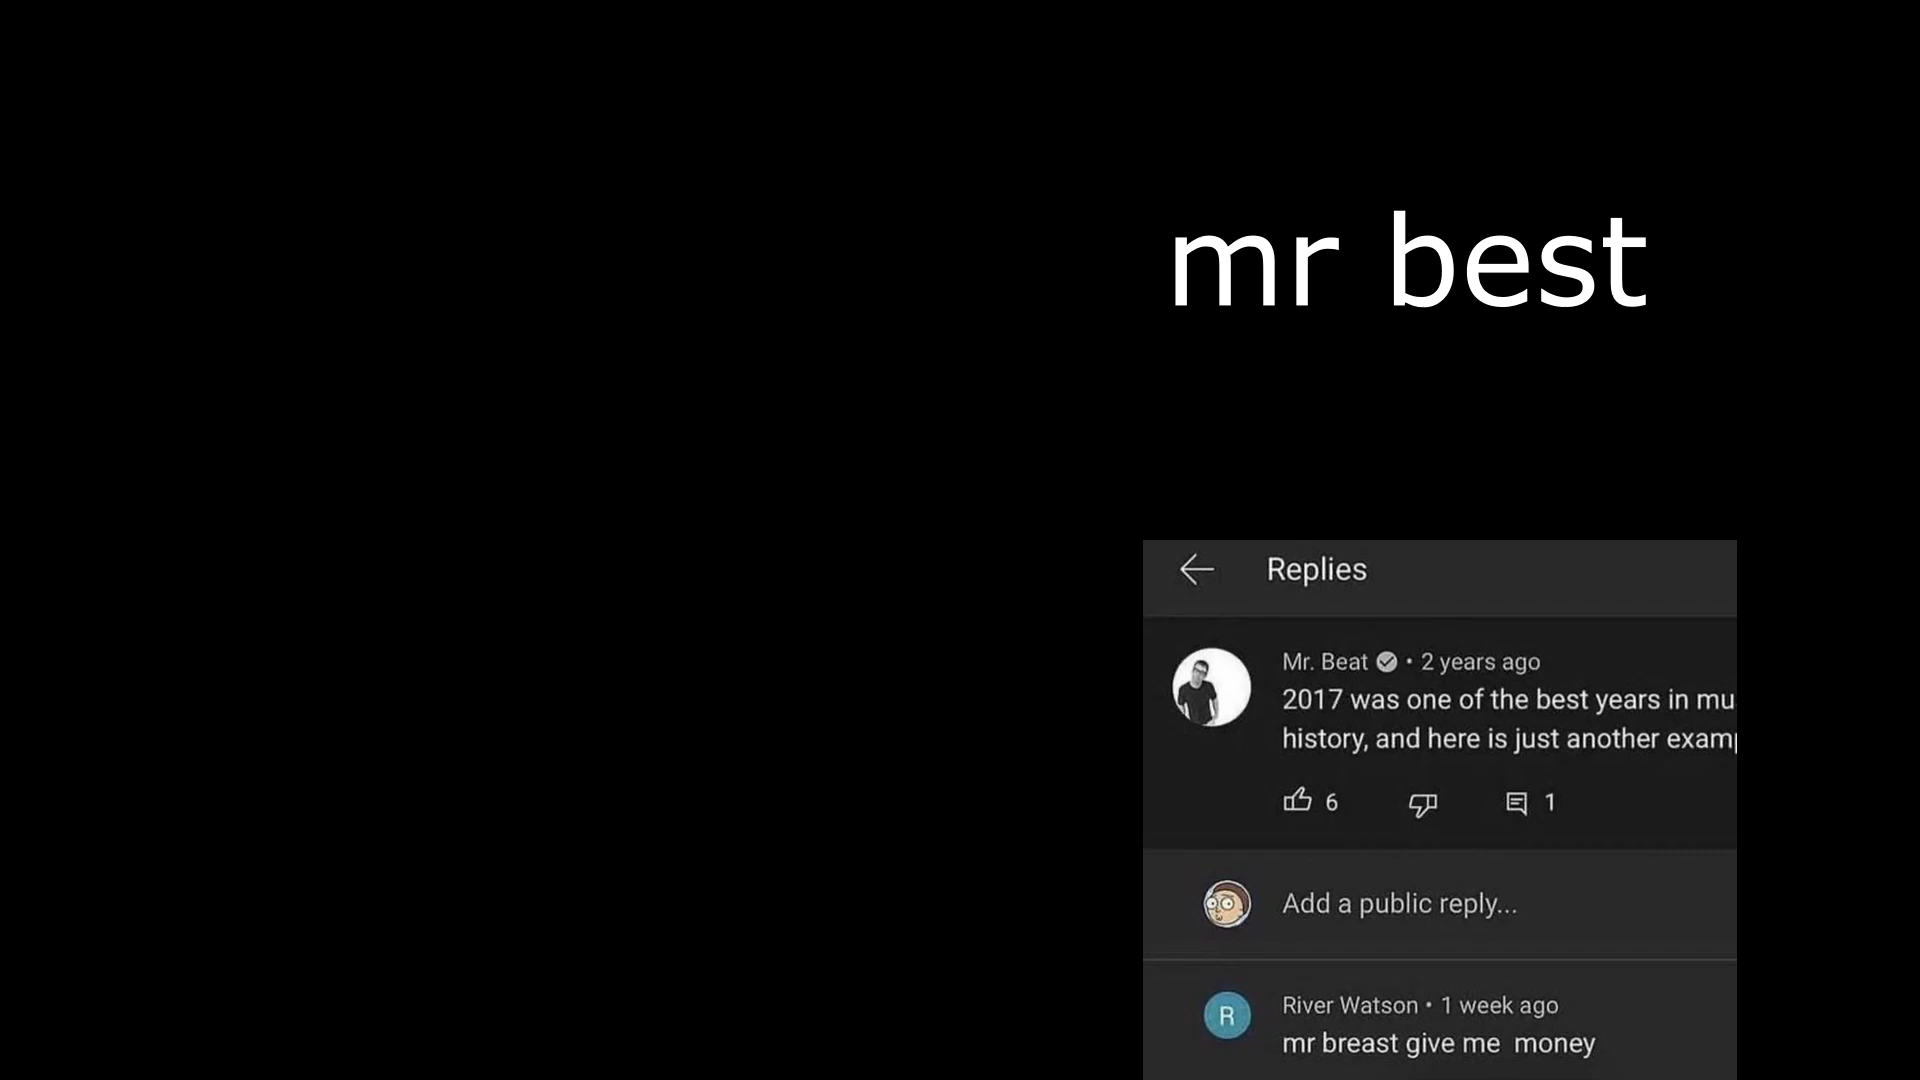 mr best
Replies
Mr. Beat • 2 years ago
2017 was one of the best years in mu
history, and here is just another exam
6 1
Add a public reply...
R
River Watson • 1 week ago
mr breast give me money